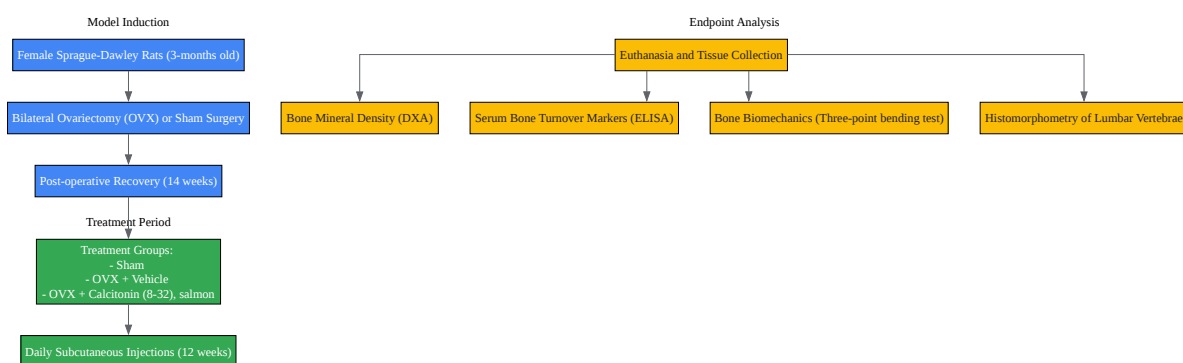 Model Induction
Female Sprague-Dawley Rats (3-months old)
Bilateral Ovariectomy (OVX) or Sham Surgery
Post-operative Recovery (14 weeks)
Treatment Period
Treatment Groups:
- Sham
- OVX + Vehicle
- OVX + Calcitonin (8-32), salmon
Daily Subcutaneous Injections (12 weeks)
Endpoint Analysis
Euthanasia and Tissue Collection
Bone Mineral Density (DXA)
Serum Bone Turnover Markers (ELISA)
Bone Biomechanics (Three-point bending test)
Histomorphometry of Lumbar Vertebrae